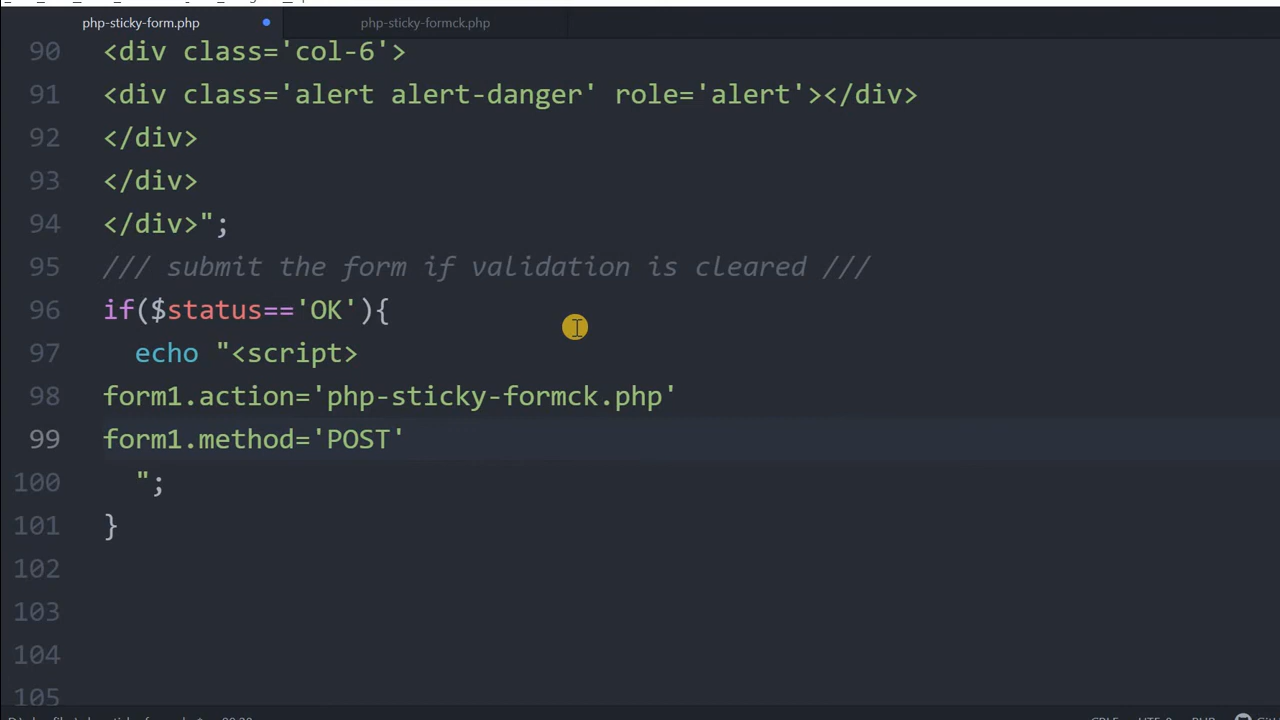 php-sticky-form.php
php-sticky-formck.php
90 <div class='col-6'>
91 <div class='alert alert-danger' role='alert'></div>
92 </div>
93 </div>
94 </div>";
95 /// submit the form if validation is cleared ///
96 if($status=='OK'){
97 echo "<script>
98 form1.action='php-sticky-formck.php'
99 form1.method='POST'
100 ";
101 }
102
103
104
105